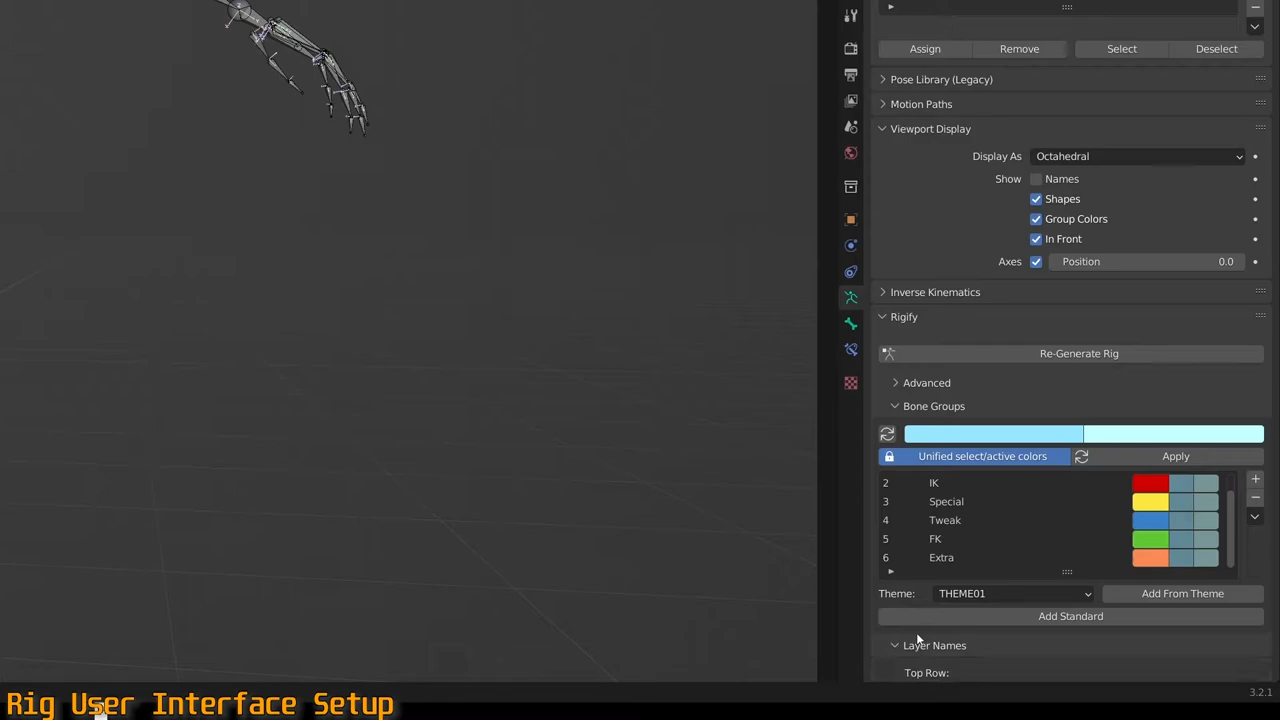 Assign Remove Select Deselect
Pose Library (Legacy)
Motion Paths
Viewport Display
Display As Octahedral
Show Names
Shapes
Group Colors
In Front
Axes Position 0.0
Inverse Kinematics
Rigify
Re-Generate Rig
Advanced
Bone Groups
Unified select/active colors Apply
2 IK
3 Special
4 Tweak
5 FK
6 Extra
Theme: THEME01 Add From Theme
Add Standard
Layer Names
Top Row:
3.2.1
Rig User Interface Setup